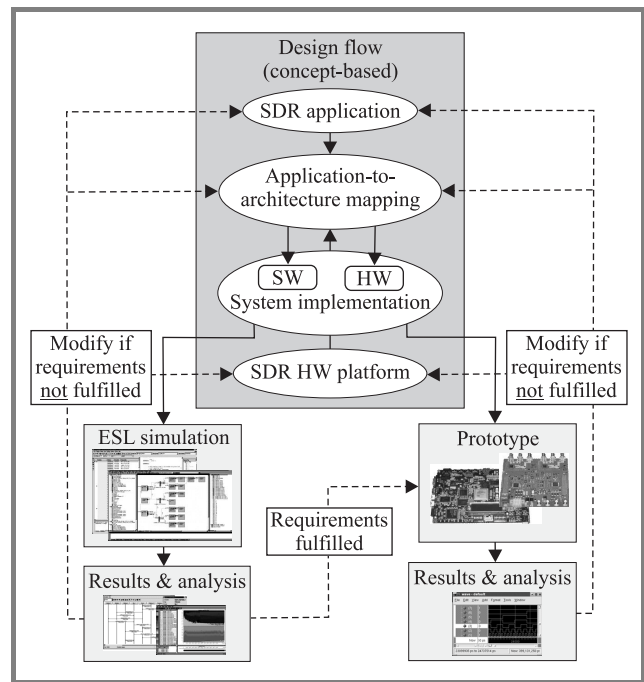 Design flow
(concept-based)
SDR application
Application-to-
architecture mapping
SW
HW
System implementation
SDR HW platform
Modify if
requirements
not fulfilled
Modify if
requirements
not fulfilled
ESL simulation
Prototype
Requirements
fulfilled
Results & analysis
Results & analysis